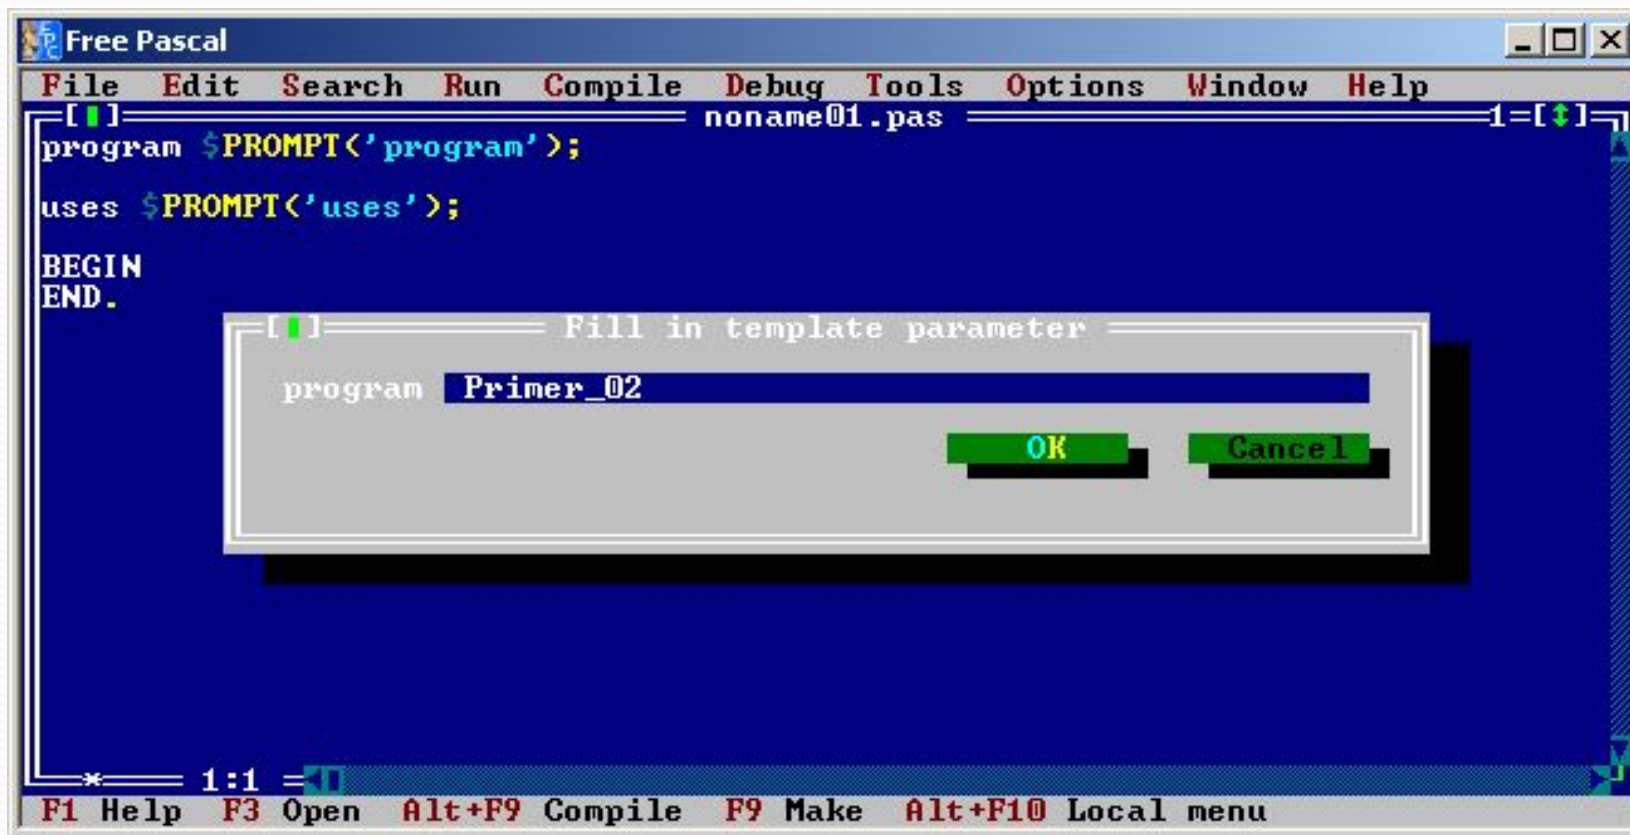 Free Pascal
File Edit Search Run Compile Debug Tools Options Window Help
[ ] noname01.pas 1=[↕]
program $PROMPT('program');
uses $PROMPT('uses');
BEGIN
END.
[ ] Fill in template parameter
program Primer_02
OK Cancel
* 1:1
F1 Help F3 Open Alt+F9 Compile F9 Make Alt+F10 Local menu